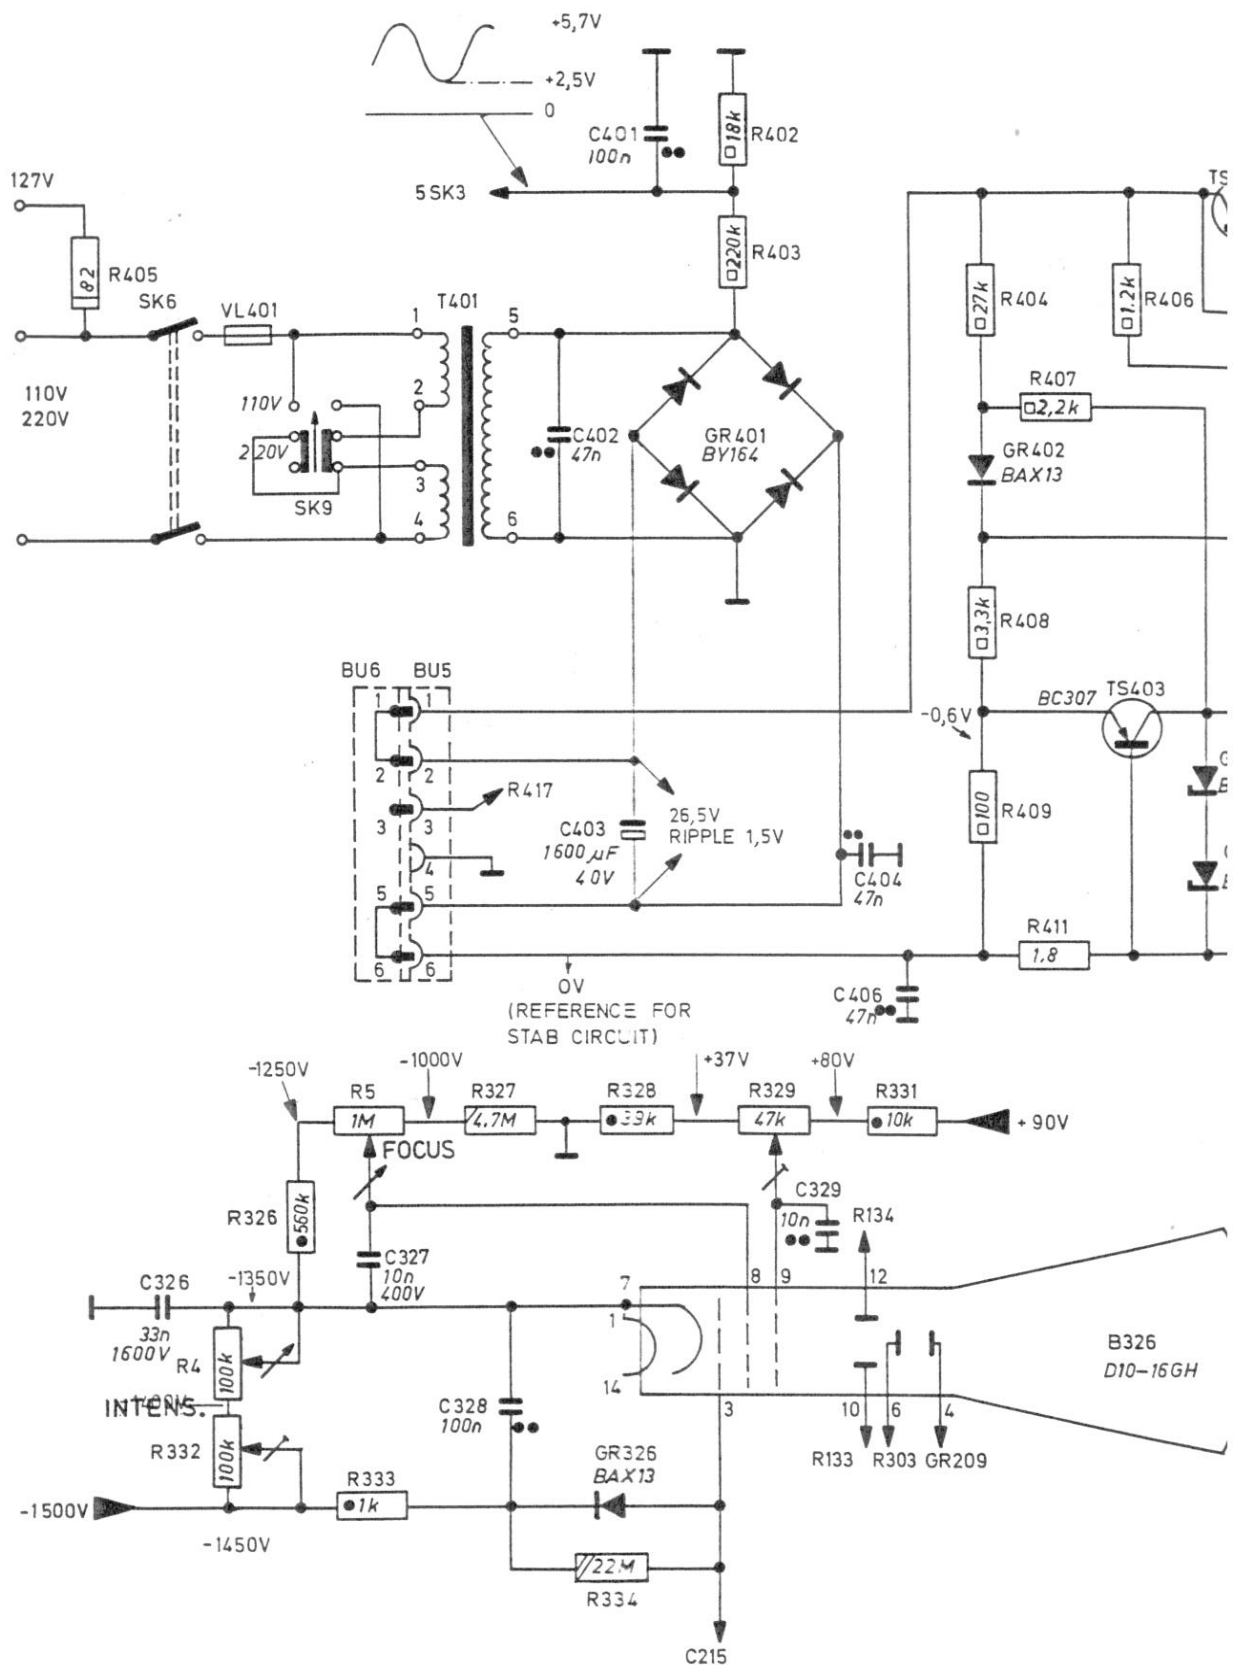 +5,7V
+2,5V
0
C401
100n
18k
R402
127V
5SK3
TS
82
R405
220k
R403
SK6
VL401
T401
27k
R404
1.2k
R406
1
5
110V
220V
2
R407
2,2k
110V
C402
47n
GR401
BY164
GR402
BAX13
220V
3
SK9
4
6
3,3k
R408
BU6
BU5
1
1
BC307
TS403
-0,6V
2
2
R417
3
3
C403
1600µF
40V
26,5V
RIPPLE 1,5V
100
R409
4
C404
47n
5
5
R411
1.8
6
6
0V
(REFERENCE FOR
STAB CIRCUIT)
C406
47n
-1250V
-1000V
+37V
+80V
R5
R327
R328
R329
R331
1M
4.7M
39k
47k
10k
+90V
FOCUS
R326
560k
C329
10n
R134
C327
10n
400V
C326
-1350V
7
8
9
12
33n
1600V
1
R4
100k
B326
D10-16GH
INTENS.
14
C328
100n
3
10
6
4
R332
100k
GR326
BAX13
R133
R303
GR209
R333
1k
-1500V
-1450V
22M
R334
C215